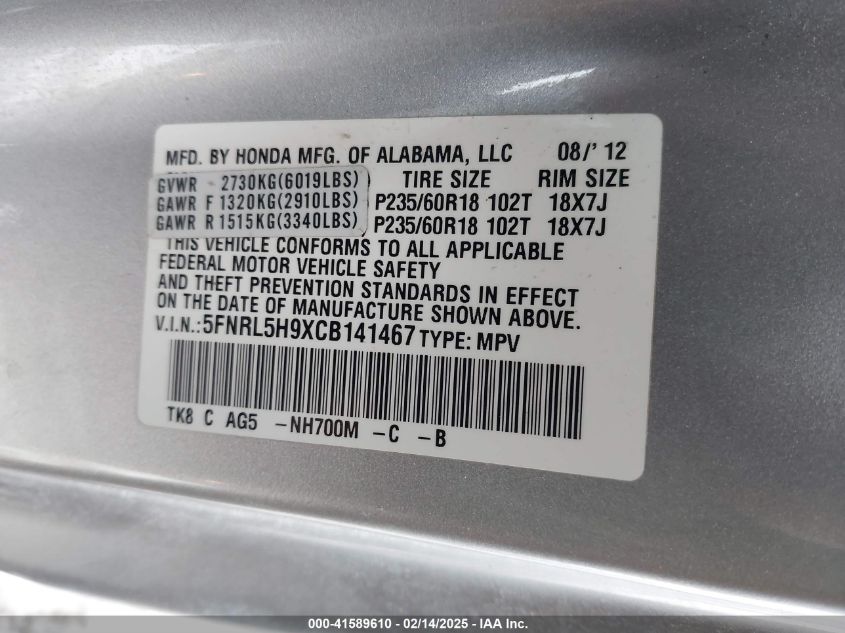 MFD. BY HONDA MFG. OF ALABAMA, LLC 08/' 12
GVWR 2730KG(6019LBS) TIRE SIZE RIM SIZE
GAWR F 1320KG(2910LBS) P235/60R18 102T 18X7J
GAWR R 1515KG(3340LBS) P235/60R18 102T 18X7J
THIS VEHICLE CONFORMS TO ALL APPLICABLE
FEDERAL MOTOR VEHICLE SAFETY
AND THEFT PREVENTION STANDARDS IN EFFECT
ON THE DATE OF MANUFACTURE SHOWN ABOVE.
V.I.N.: 5FNRL5H9XCB141467 TYPE: MPV
TK8 C AG5 -NH700M -C -B
000-41589610 - 02/14/2025 - IAA Inc.